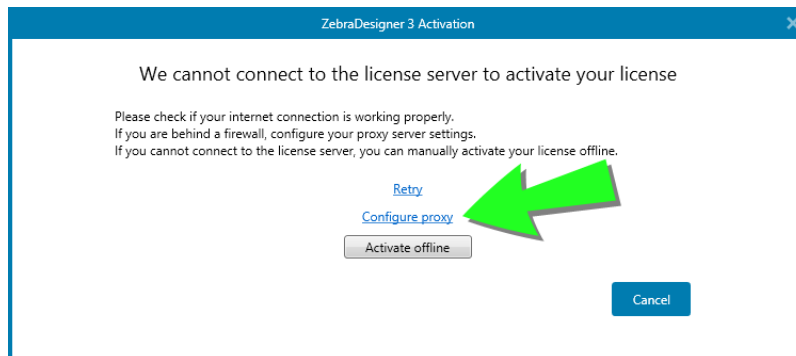 ZebraDesigner 3 Activation
We cannot connect to the license server to activate your license
Please check if your internet connection is working properly.
If you are behind a firewall, configure your proxy server settings.
If you cannot connect to the license server, you can manually activate your license offline.
Retry
Configure proxy
Activate offline
Cancel